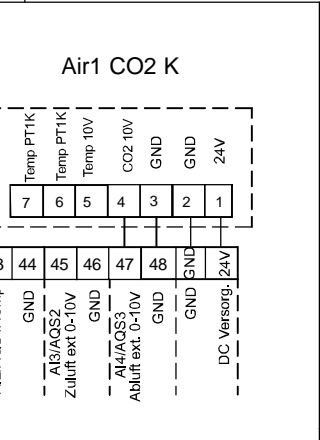 Air1 CO2 K
Temp PT1K
Temp PT1K
Temp 10V
CO2 10V
GND
GND
24V
7 6 5 4 3 2 1
44 45 46 47 48 GND 24V
GND
AI3/AQS2
Zuluft ext 0-10V
GND
AI4/AQS3
Abluft ext. 0-10V
GND
GND
DC Versorg.